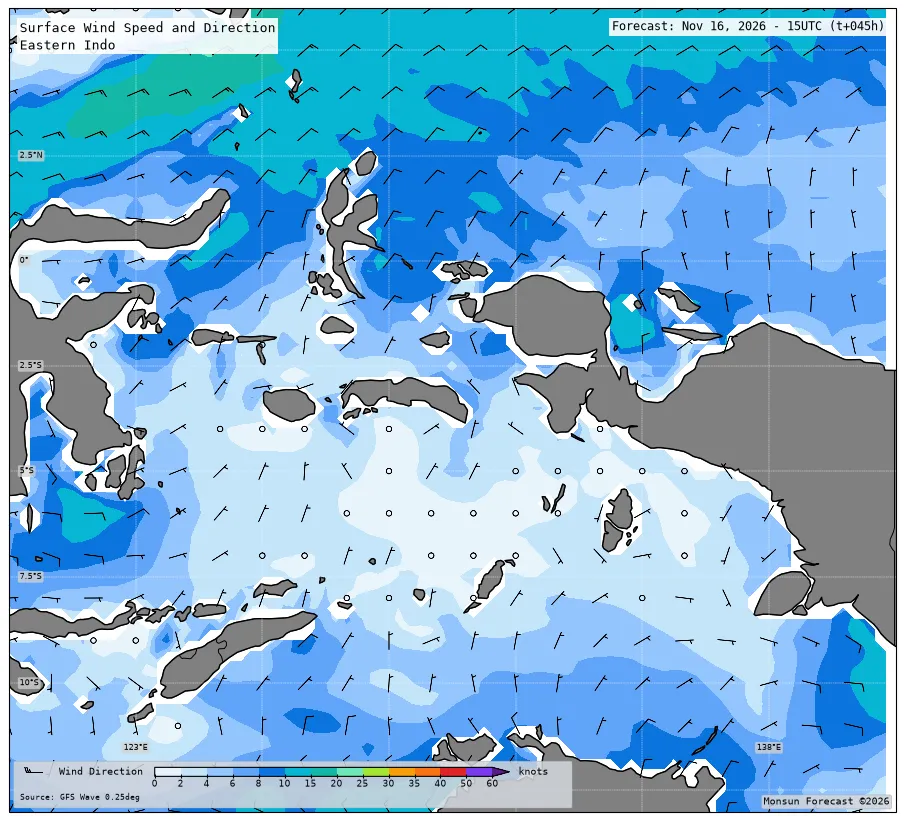 Surface Wind Speed and Direction
Eastern Indo
Forecast: Nov 16, 2026 - 15UTC (t+045h)
2.5°N
0°
2.5°S
5°S
7.5°S
10°S
123°E
138°E
Wind Direction
0 2 4 6 8 10 15 20 25 30 35 40 50 60
knots
Source: GFS Wave 0.25deg
Monsun Forecast ©2026